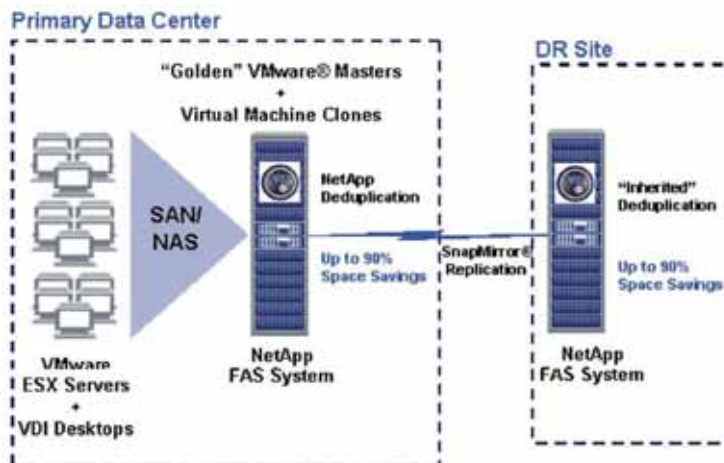 Primary Data Center
"Golden" VMware® Masters
+
Virtual Machine Clones
SAN/
NAS
NetApp
Deduplication
Up to 90%
Space Savings
NetApp
FAS System
VMware
ESX Servers
+
VDI Desktops
SnapMirror®
Replication
DR Site
"Inherited"
Deduplication
Up to 90%
Space Savings
NetApp
FAS System